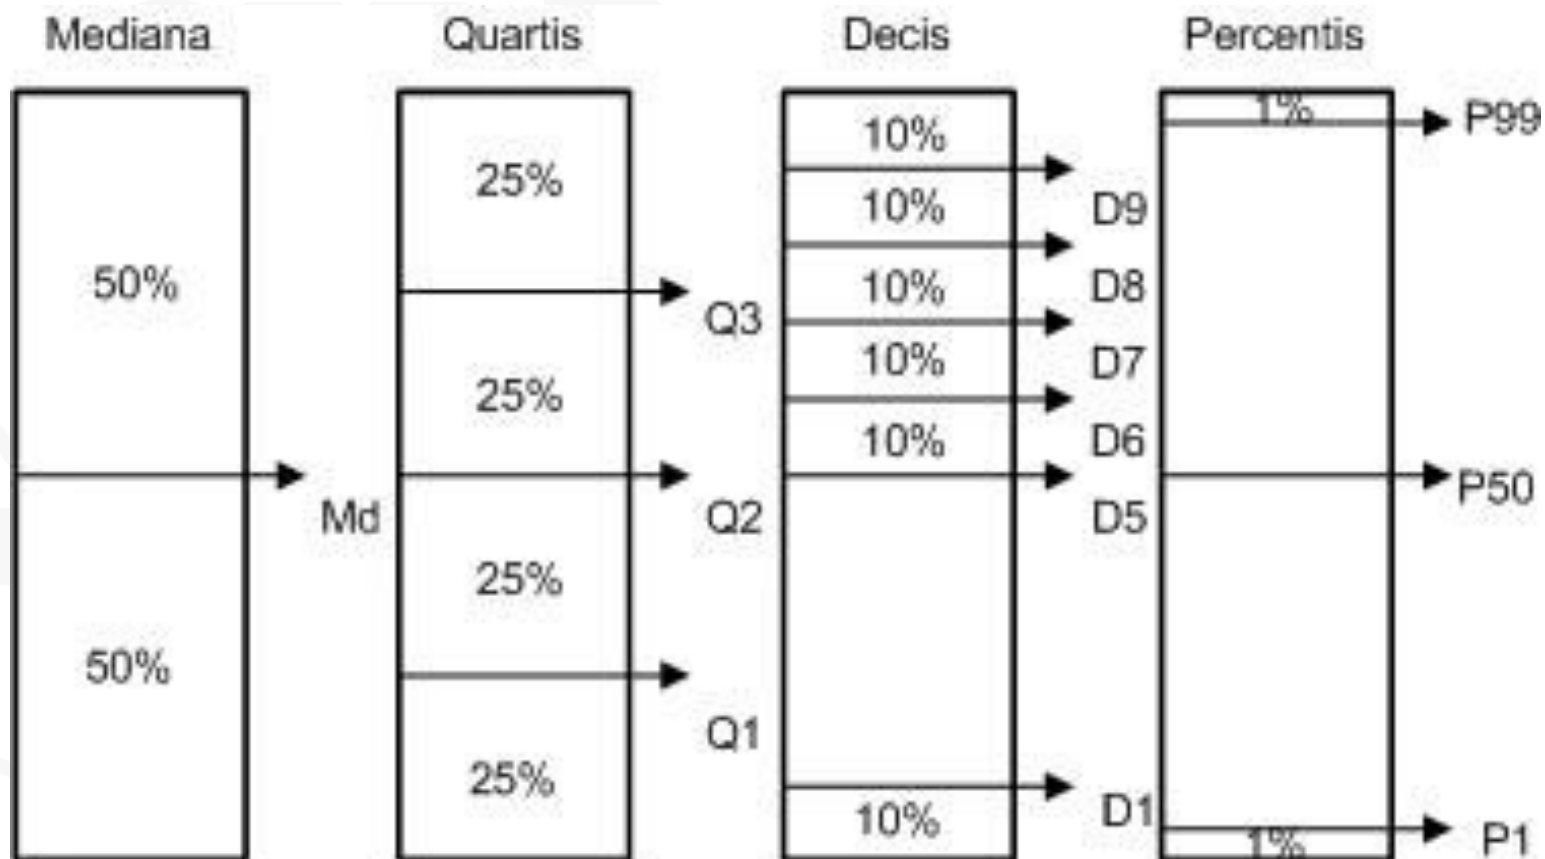 Mediana
Quartis
Decis
Percentis
50%
50%
Md
25%
25%
25%
25%
Q3
Q2
Q1
10%
10%
10%
10%
10%
10%
D9
D8
D7
D6
D5
D1
1%
1%
P99
P50
P1